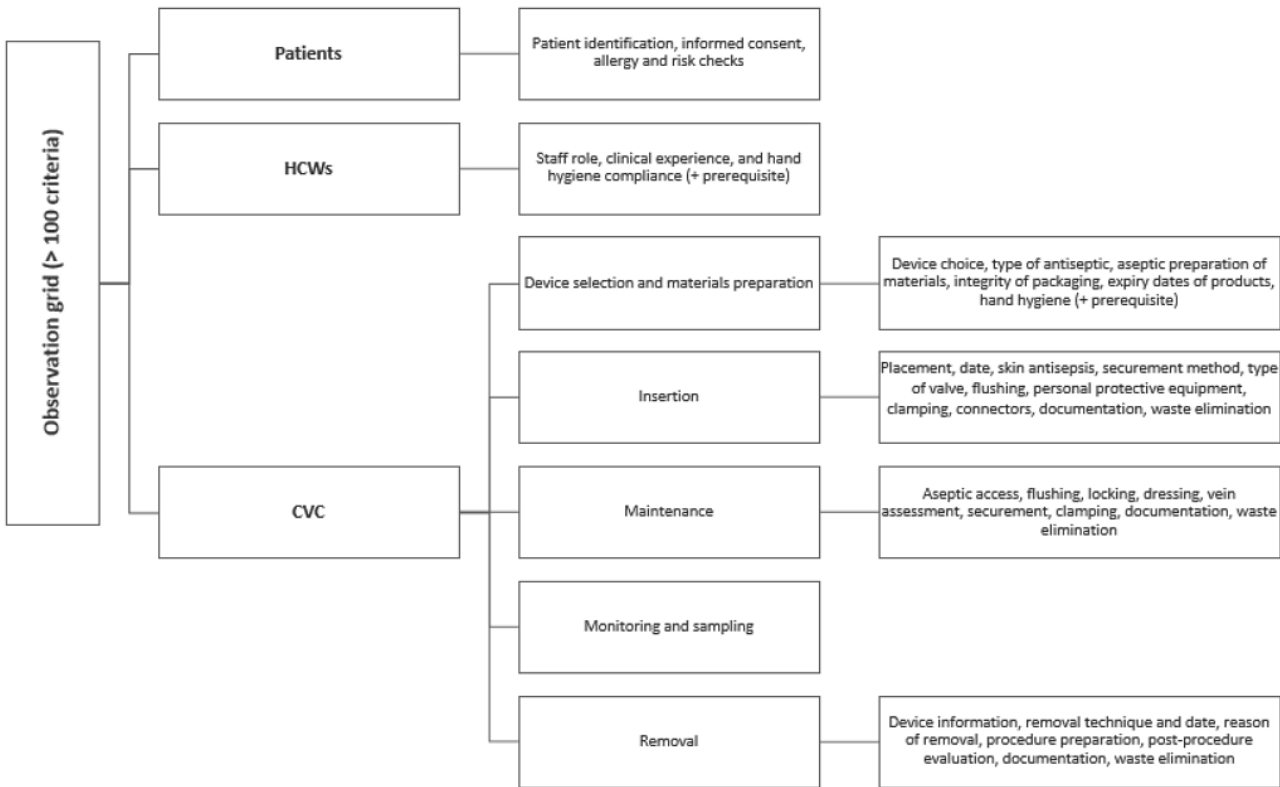 Observation grid (> 100 criteria)
Patients
Patient identification, informed consent,
allergy and risk checks
HCWs
Staff role, clinical experience, and hand
hygiene compliance (+ prerequisite)
CVC
Device selection and materials preparation
Device choice, type of antiseptic, aseptic preparation of
materials, integrity of packaging, expiry dates of products,
hand hygiene (+ prerequisite)
Insertion
Placement, date, skin antisepsis, securement method, type
of valve, flushing, personal protective equipment,
clamping, connectors, documentation, waste elimination
Maintenance
Aseptic access, flushing, locking, dressing, vein
assessment, securement, clamping, documentation, waste
elimination
Monitoring and sampling
Removal
Device information, removal technique and date, reason
of removal, procedure preparation, post-procedure
evaluation, documentation, waste elimination